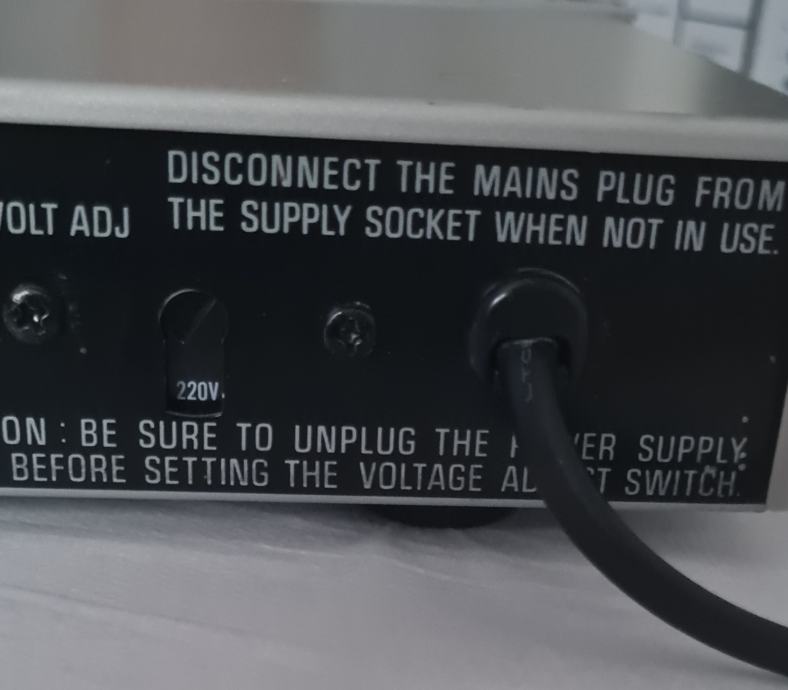 DISCONNECT THE MAINS PLUG FROM
THE SUPPLY SOCKET WHEN NOT IN USE.
VOLT ADJ
220V.
ON : BE SURE TO UNPLUG THE SUPPLY
BEFORE SETTING THE VOLTAGE SWITCH.